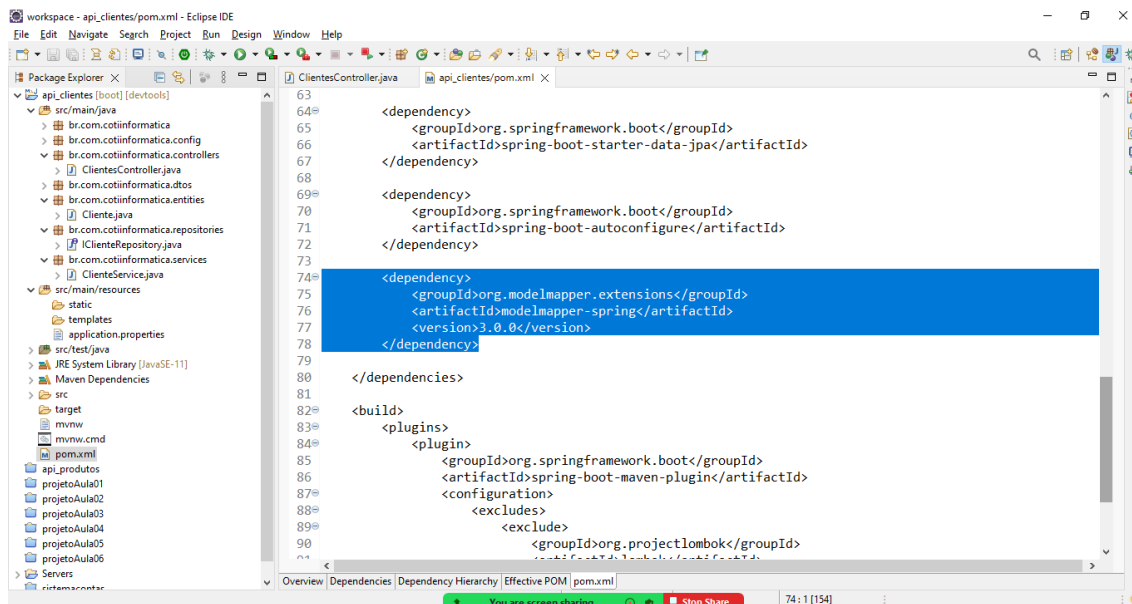 workspace - api_clientes/pom.xml - Eclipse IDE
File Edit Navigate Search Project Run Design Window Help
Package Explorer
api_clientes [boot] [devtools]
src/main/java
br.com.cotiinformatica
br.com.cotiinformatica.config
br.com.cotiinformatica.controllers
ClientesController.java
br.com.cotiinformatica.dtos
br.com.cotiinformatica.entities
Cliente.java
br.com.cotiinformatica.repositories
IClienteRepository.java
br.com.cotiinformatica.services
ClienteService.java
src/main/resources
static
templates
application.properties
src/test/java
JRE System Library [JavaSE-11]
Maven Dependencies
src
target
mvnw
mvnw.cmd
pom.xml
api_produtos
projetoAula01
projetoAula02
projetoAula03
projetoAula04
projetoAula05
projetoAula06
Servers
sistemacontas
ClientesController.java api_clientes/pom.xml
63
64 <dependency>
65 <groupId>org.springframework.boot</groupId>
66 <artifactId>spring-boot-starter-data-jpa</artifactId>
67 </dependency>
68
69 <dependency>
70 <groupId>org.springframework.boot</groupId>
71 <artifactId>spring-boot-autoconfigure</artifactId>
72 </dependency>
73
74 <dependency>
75 <groupId>org.modelmapper.extensions</groupId>
76 <artifactId>modelmapper-spring</artifactId>
77 <version>3.0.0</version>
78 </dependency>
79
80 </dependencies>
81
82 <build>
83 <plugins>
84 <plugin>
85 <groupId>org.springframework.boot</groupId>
86 <artifactId>spring-boot-maven-plugin</artifactId>
87 <configuration>
88 <excludes>
89 <exclude>
90 <groupId>org.projectlombok</groupId>
91 <artifactId>lombok</artifactId>
Overview Dependencies Dependency Hierarchy Effective POM pom.xml
You are screen sharing Stop Share
74 : 1 [154]